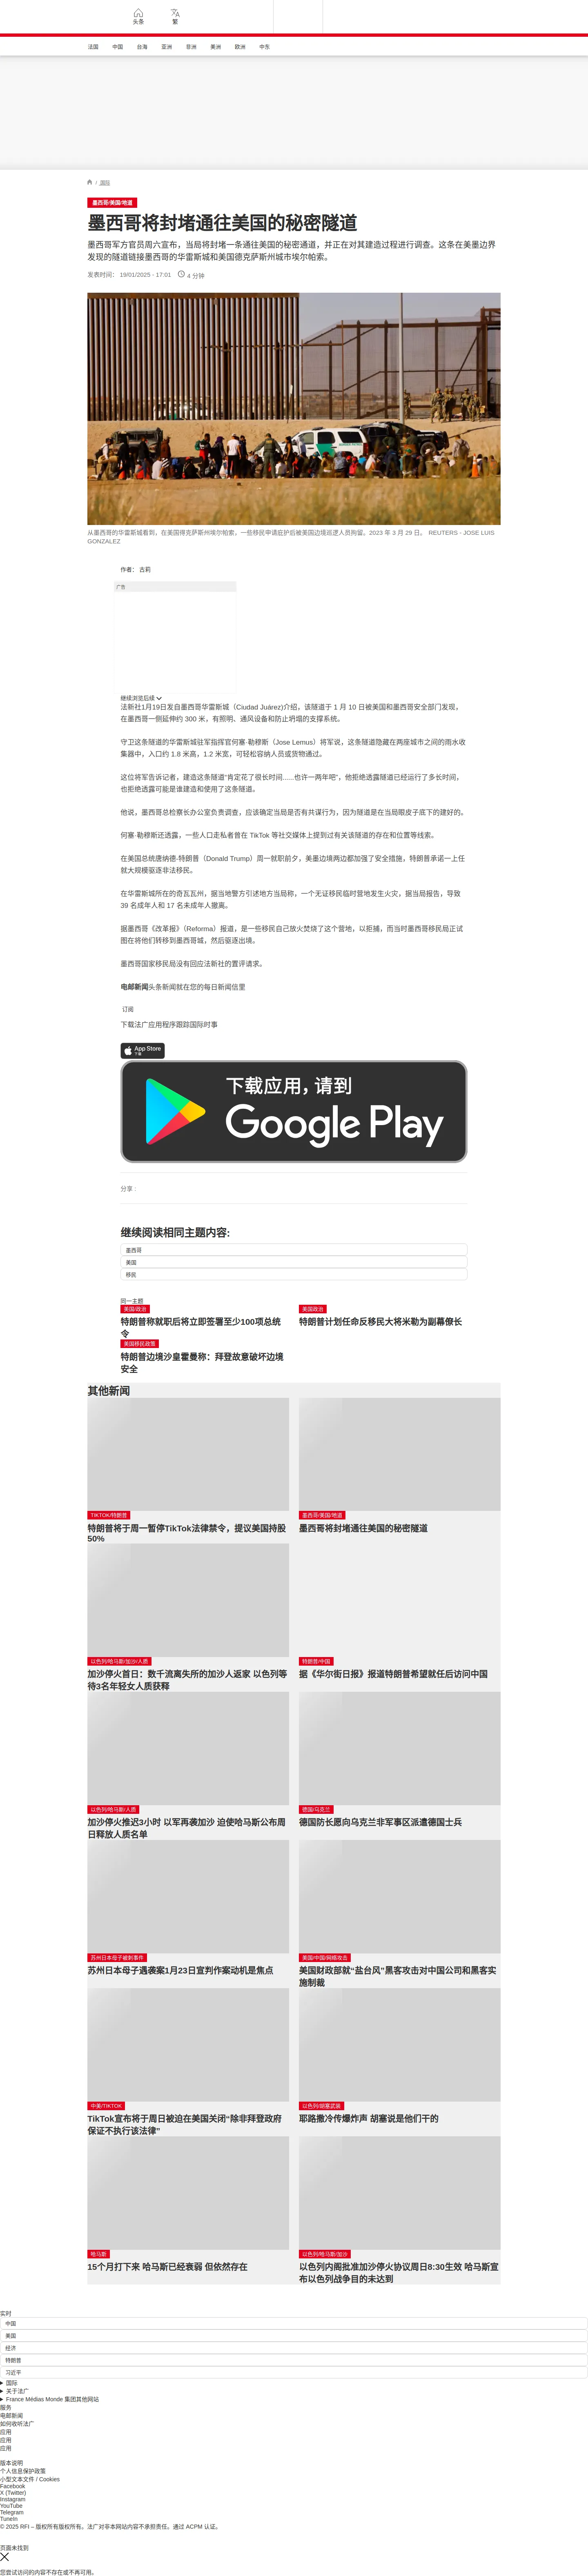 头条
繁
法国
中国
台海
亚洲
非洲
美洲
欧洲
中东
/ 国际
墨西哥/美国/地道
墨西哥将封堵通往美国的秘密隧道
墨西哥军方官员周六宣布，当局将封堵一条通往美国的秘密通道，并正在对其建造过程进行调查。这条在美墨边界
发现的隧道链接墨西哥的华雷斯城和美国德克萨斯州城市埃尔帕索。
发表时间： 19/01/2025 - 17:01 4 分钟
从墨西哥的华雷斯城看到，在美国得克萨斯州埃尔帕索，一些移民申请庇护后被美国边境巡逻人员拘留。2023 年 3 月 29 日。 REUTERS - JOSE LUIS
GONZALEZ
作者： 古莉
广告
继续浏览后续
法新社1月19日发自墨西哥华雷斯城（Ciudad Juárez)介绍，该隧道于 1 月 10 日被美国和墨西哥安全部门发现，
在墨西哥一侧延伸约 300 米，有照明、通风设备和防止坍塌的支撑系统。
守卫这条隧道的华雷斯城驻军指挥官何塞-勒穆斯（Jose Lemus）将军说，这条隧道隐藏在两座城市之间的雨水收
集器中，入口约 1.8 米高，1.2 米宽，可轻松容纳人员或货物通过。
这位将军告诉记者，建造这条隧道“肯定花了很长时间......也许一两年吧”，他拒绝透露隧道已经运行了多长时间，
也拒绝透露可能是谁建造和使用了这条隧道。
他说，墨西哥总检察长办公室负责调查，应该确定当局是否有共谋行为，因为隧道是在当局眼皮子底下的建好的。
何塞-勒穆斯还透露，一些人口走私者曾在 TikTok 等社交媒体上提到过有关该隧道的存在和位置等线索。
在美国总统唐纳德-特朗普（Donald Trump）周一就职前夕，美墨边境两边都加强了安全措施，特朗普承诺一上任
就大规模驱逐非法移民。
在华雷斯城所在的奇瓦瓦州，据当地警方引述地方当局称，一个无证移民临时营地发生火灾，据当局报告，导致
39 名成年人和 17 名未成年人撤离。
据墨西哥《改革报》（Reforma）报道，是一些移民自己放火焚烧了这个营地，以拒捕，而当时墨西哥移民局正试
图在将他们转移到墨西哥城，然后驱逐出境。
墨西哥国家移民局没有回应法新社的置评请求。
电邮新闻头条新闻就在您的每日新闻信里
订阅
下载法广应用程序跟踪国际时事
App Store
下载
下载应用，请到
Google Play
分享 :
继续阅读相同主题内容:
墨西哥
美国
移民
同一主题
美国/政治
特朗普称就职后将立即签署至少100项总统
令
美国政治
特朗普计划任命反移民大将米勒为副幕僚长
美国移民政策
特朗普边境沙皇霍曼称：拜登故意破坏边境
安全
其他新闻
TIKTOK/特朗普
特朗普将于周一暂停TikTok法律禁令，提议美国持股
50%
墨西哥/美国/地道
墨西哥将封堵通往美国的秘密隧道
以色列/哈马斯/加沙/人质
加沙停火首日：数千流离失所的加沙人返家 以色列等
待3名年轻女人质获释
特朗普/中国
据《华尔街日报》报道特朗普希望就任后访问中国
以色列/哈马斯/人质
加沙停火推迟3小时 以军再袭加沙 迫使哈马斯公布周
日释放人质名单
德国/乌克兰
德国防长愿向乌克兰非军事区派遣德国士兵
苏州日本母子被刺事件
苏州日本母子遇袭案1月23日宣判作案动机是焦点
美国/中国/网络攻击
美国财政部就“盐台风”黑客攻击对中国公司和黑客实
施制裁
中美/TIKTOK
TikTok宣布将于周日被迫在美国关闭“除非拜登政府
保证不执行该法律”
以色列/胡塞武装
耶路撒冷传爆炸声 胡塞说是他们干的
哈马斯
15个月打下来 哈马斯已经衰弱 但依然存在
以色列/哈马斯/加沙
以色列内阁批准加沙停火协议周日8:30生效 哈马斯宣
布以色列战争目的未达到
实时
中国
美国
经济
特朗普
习近平
国际
关于法广
France Médias Monde 集团其他网站
服务
电邮新闻
如何收听法广
应用
应用
应用
版本说明
个人信息保护政策
小型文本文件 / Cookies
Facebook
X (Twitter)
Instagram
YouTube
Telegram
TuneIn
© 2025 RFI – 版权所有版权所有。法广对非本网站内容不承担责任。通过 ACPM 认证。
页面未找到
您尝试访问的内容不存在或不再可用。